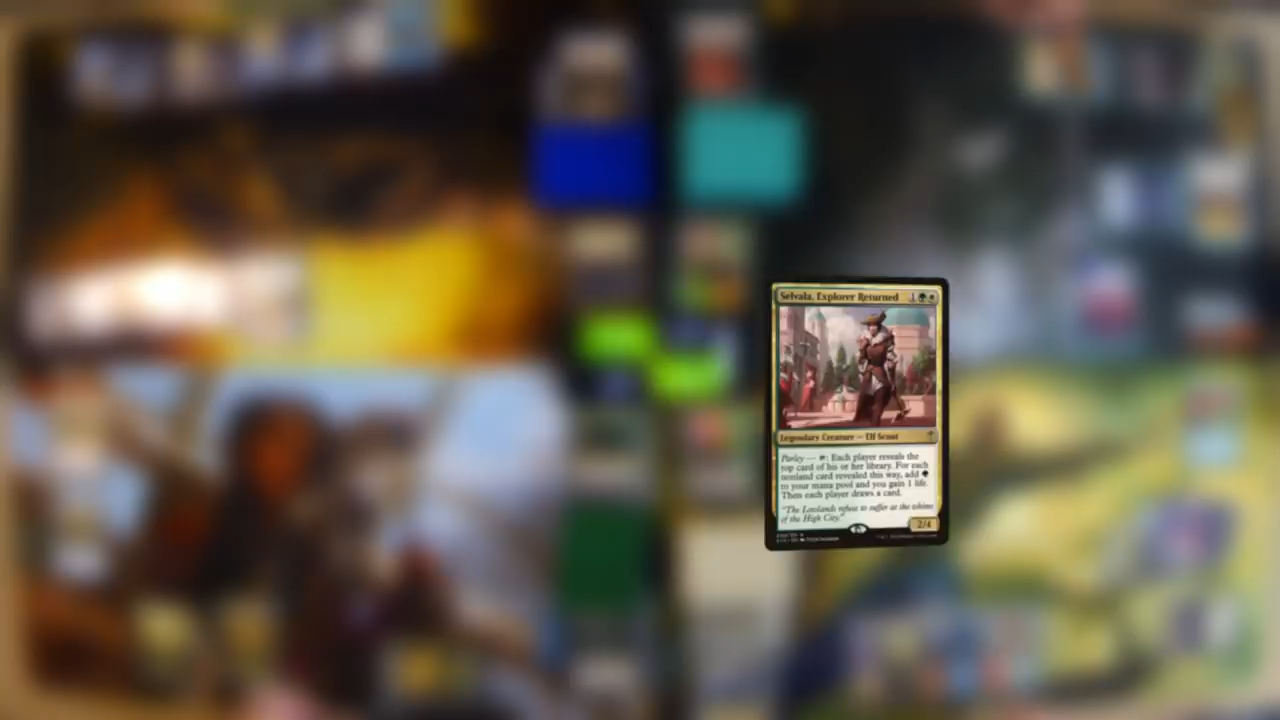 Selvala, Explorer Returned 1
Legendary Creature — Elf Scout
Parley — : Each player reveals the
top card of his or her library. For each
nonland card revealed this way, add
to your mana pool and you gain 1 life.
Then each player draws a card.
"The Lowlands refuse to suffer at the whims
of the High City."
2/4